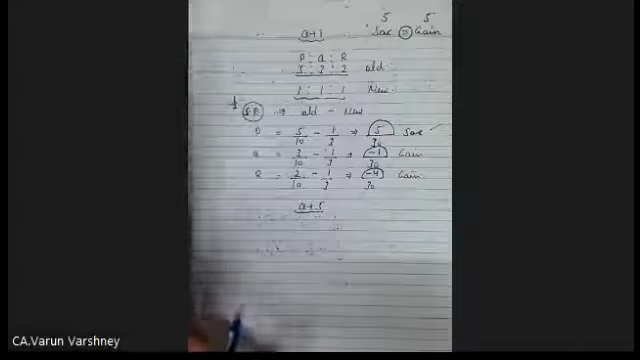 5 5
Q+1 Sac = Gain
P : Q : R
5 : 3 : 2 old
1 : 1 : 1 New
SR → old - New
P = 5/10 - 1/3 ⇒ 5/30 Sac
Q = 3/10 - 1/3 ⇒ -1/30 Gain
R = 2/10 - 1/3 ⇒ -4/30 Gain
Q+5
CA.Varun Varshney